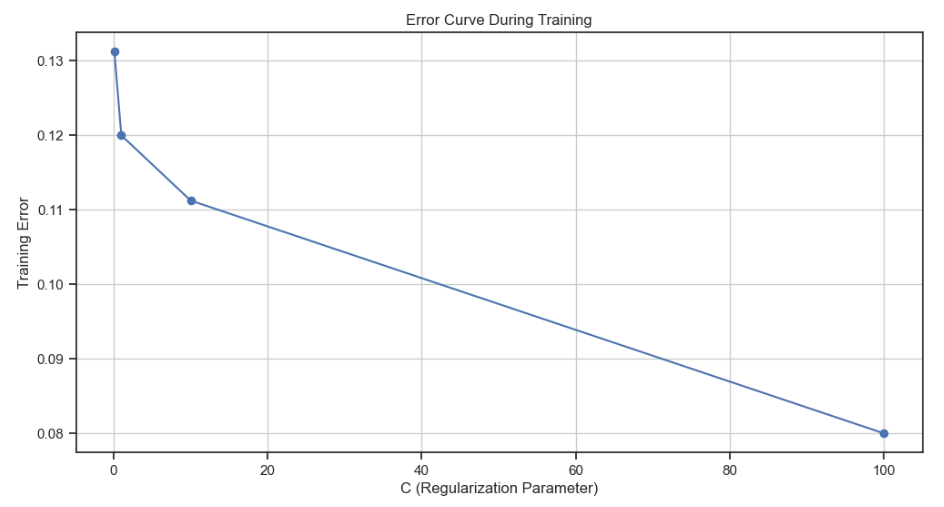 Error Curve During Training
0.13
0.12
0.11
0.10
0.09
0.08
Training Error
0 20 40 60 80 100
C (Regularization Parameter)